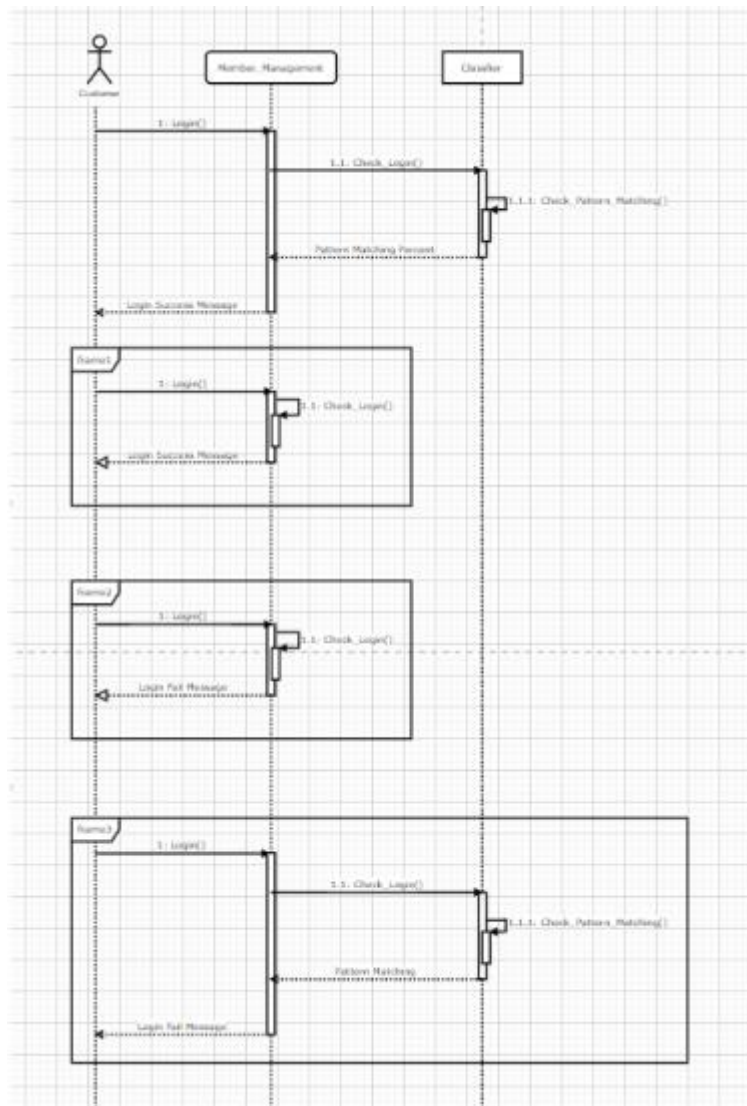 Customer
Member_Management
Classifier
1: Login()
1.1: Check_Login()
1.1.1: Check_Pattern_Matching()
Pattern Matching Percent
Login Success Message
frame1
1: Login()
1.1: Check_Login()
Login Success Message
frame2
1: Login()
1.1: Check_Login()
Login Fail Message
frame3
1: Login()
1.1: Check_Login()
1.1.1: Check_Pattern_Matching()
Pattern Matching
Login Fail Message